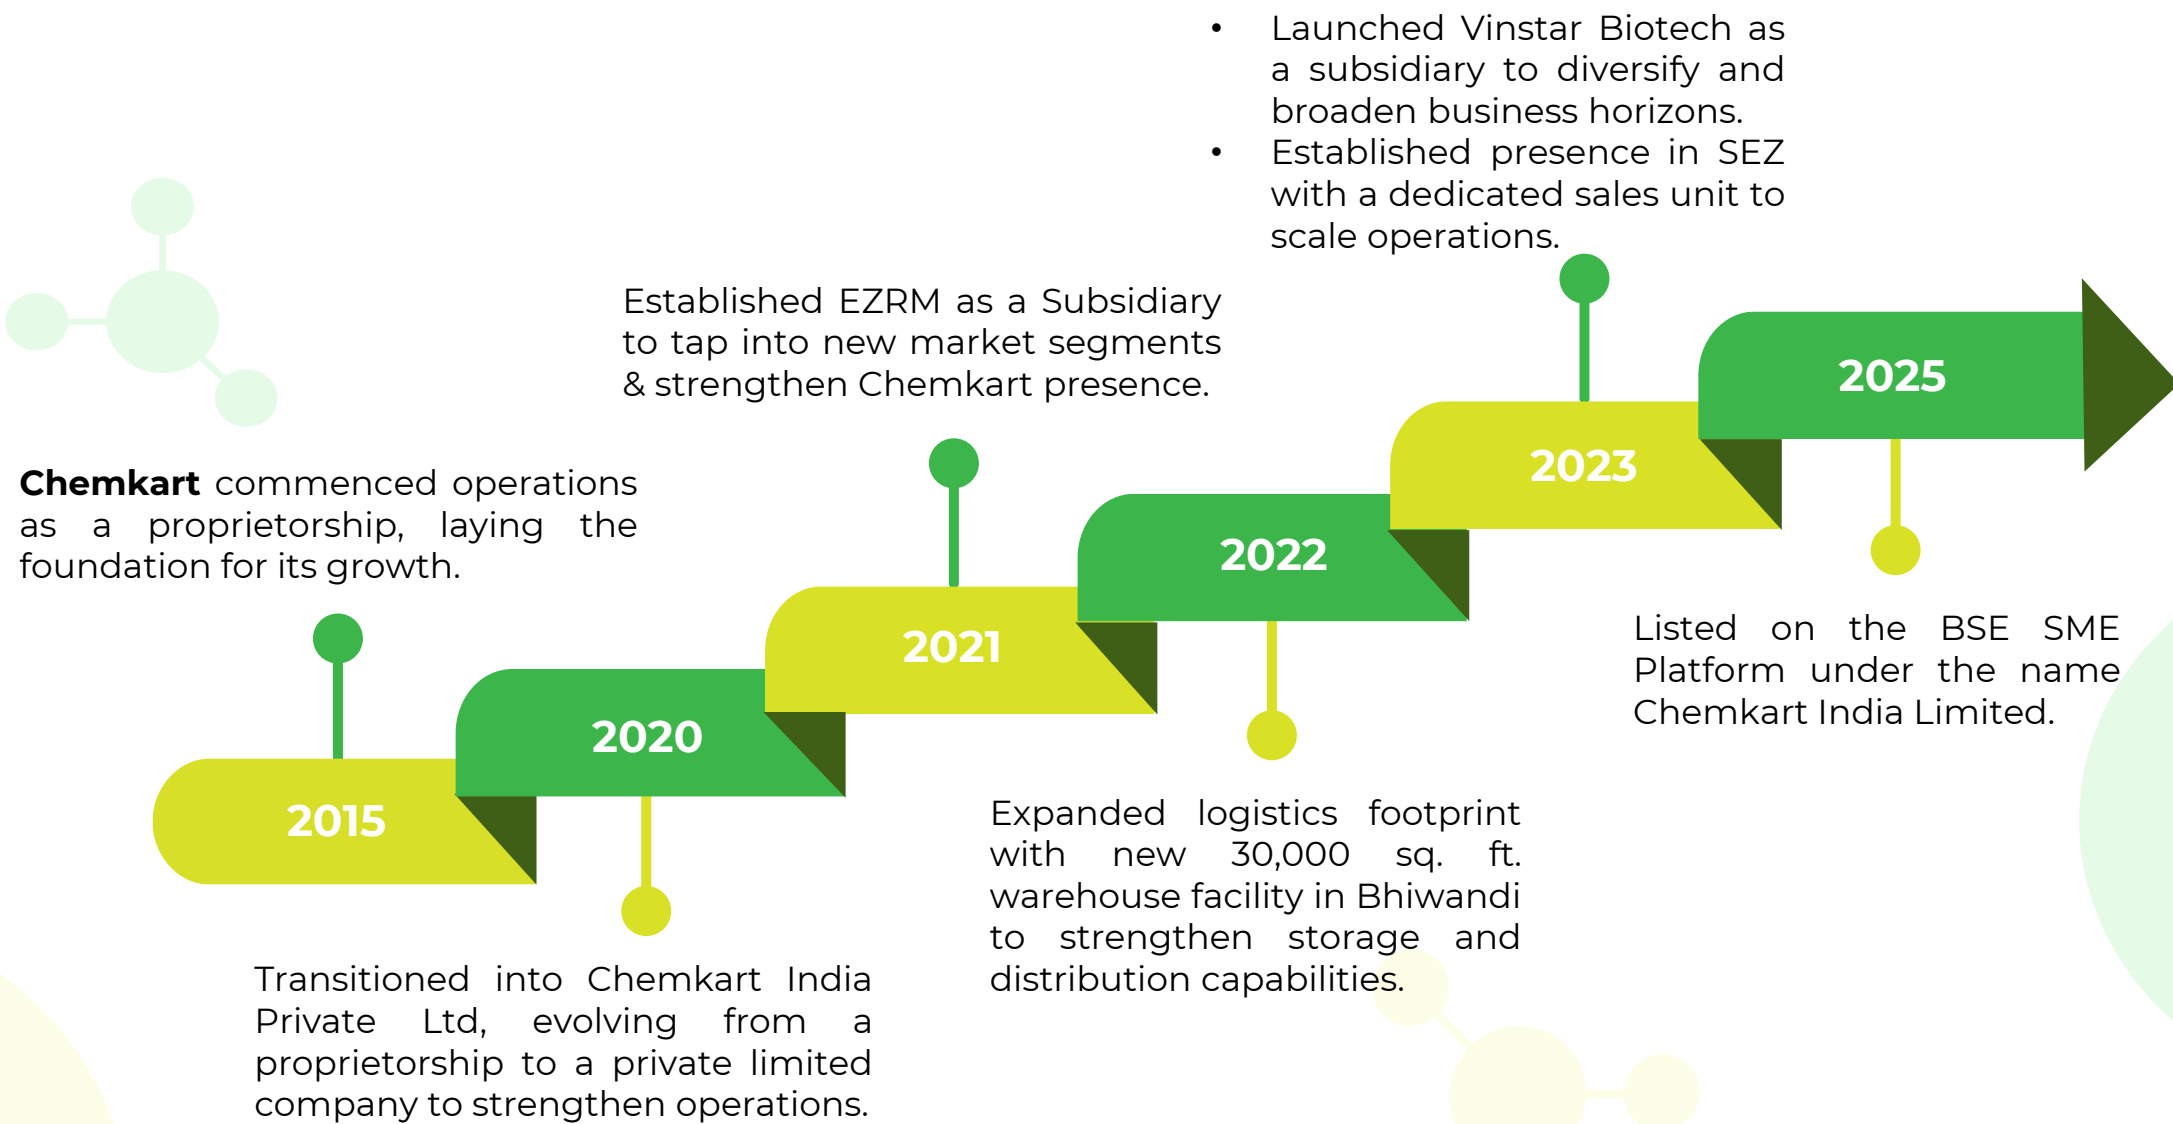 Chemkart commenced operations
as a proprietorship, laying the
foundation for its growth.
2015
2020
Transitioned into Chemkart India
Private Ltd, evolving from a
proprietorship to a private limited
company to strengthen operations.
Established EZRM as a Subsidiary
to tap into new market segments
& strengthen Chemkart presence.
2021
2022
Expanded logistics footprint
with new 30,000 sq. ft.
warehouse facility in Bhiwandi
to strengthen storage and
distribution capabilities.
• Launched Vinstar Biotech as
a subsidiary to diversify and
broaden business horizons.
• Established presence in SEZ
with a dedicated sales unit to
scale operations.
2023
2025
Listed on the BSE SME
Platform under the name
Chemkart India Limited.